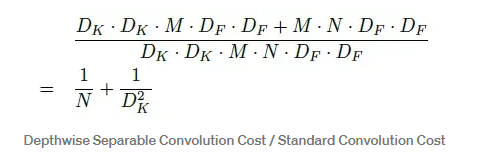 D_K · D_K · M · D_F · D_F + M · N · D_F · D_F
D_K · D_K · M · N · D_F · D_F
= 1/N + 1/D_K^2
Depthwise Separable Convolution Cost / Standard Convolution Cost